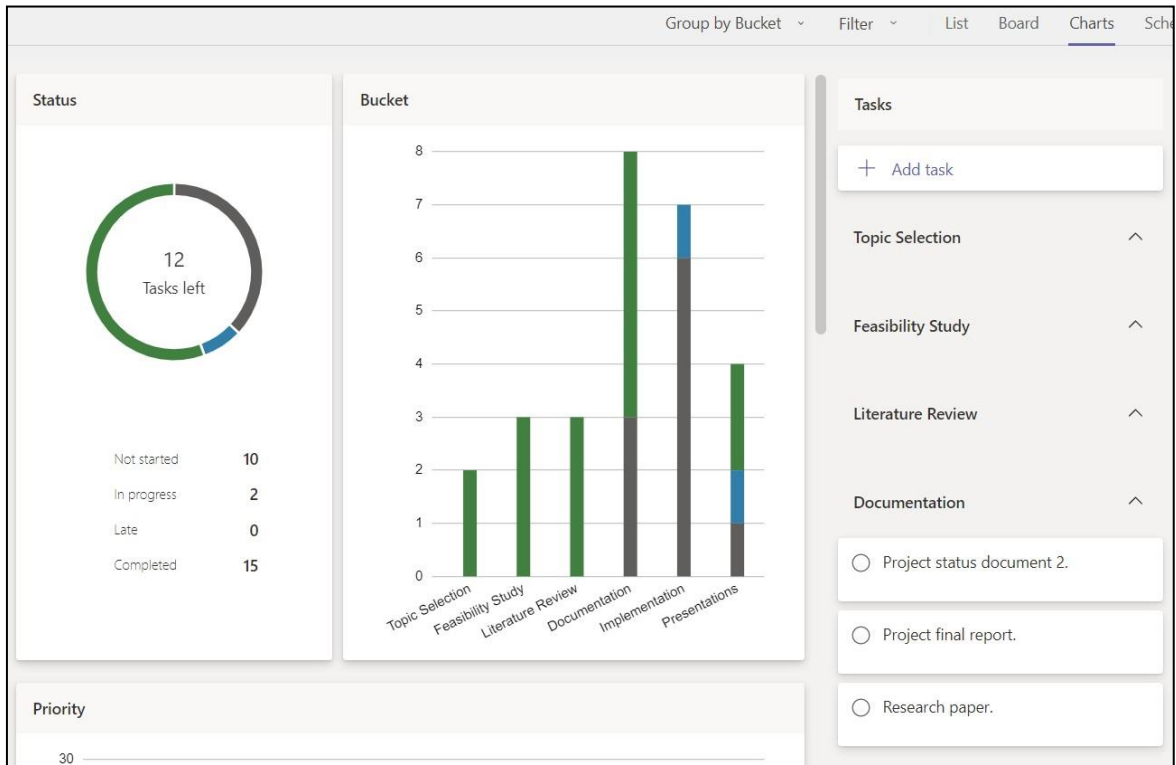 Group by Bucket Filter List Board Charts Sche
Status
12
Tasks left
Not started 10
In progress 2
Late 0
Completed 15
Bucket
8
7
6
5
4
3
2
1
0
Topic Selection
Feasibility Study
Literature Review
Documentation
Implementation
Presentations
Priority
30
Tasks
+ Add task
Topic Selection
Feasibility Study
Literature Review
Documentation
Project status document 2.
Project final report.
Research paper.